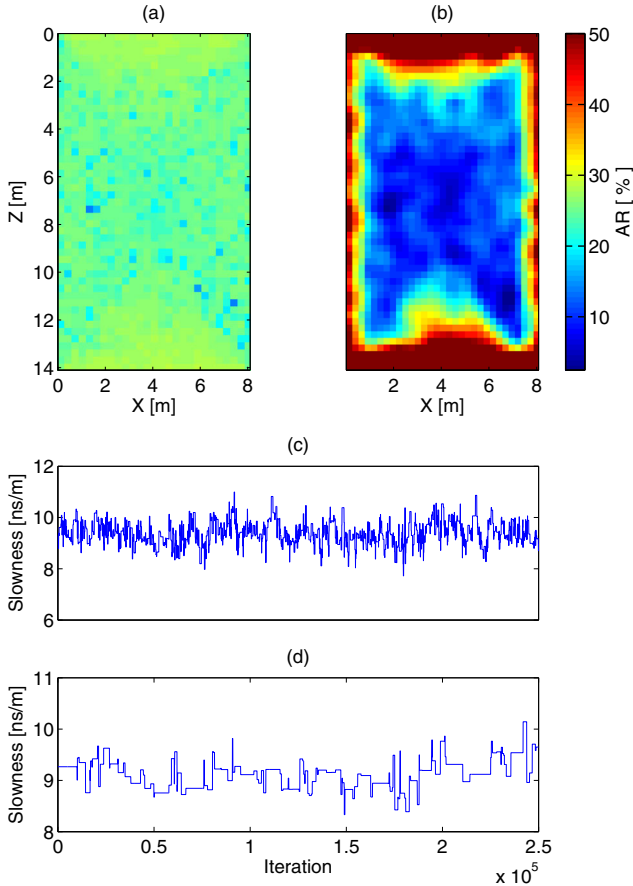 (a)
(b)
0
2
4
6
8
10
12
14
Z [m]
0 2 4 6 8
X [m]
2 4 6 8
X [m]
50
40
30
20
10
AR [ % ]
(c)
12
10
8
6
Slowness [ns/m]
(d)
11
10
9
8
Slowness [ns/m]
0 0.5 1 1.5 2 2.5
Iteration
x 10^5